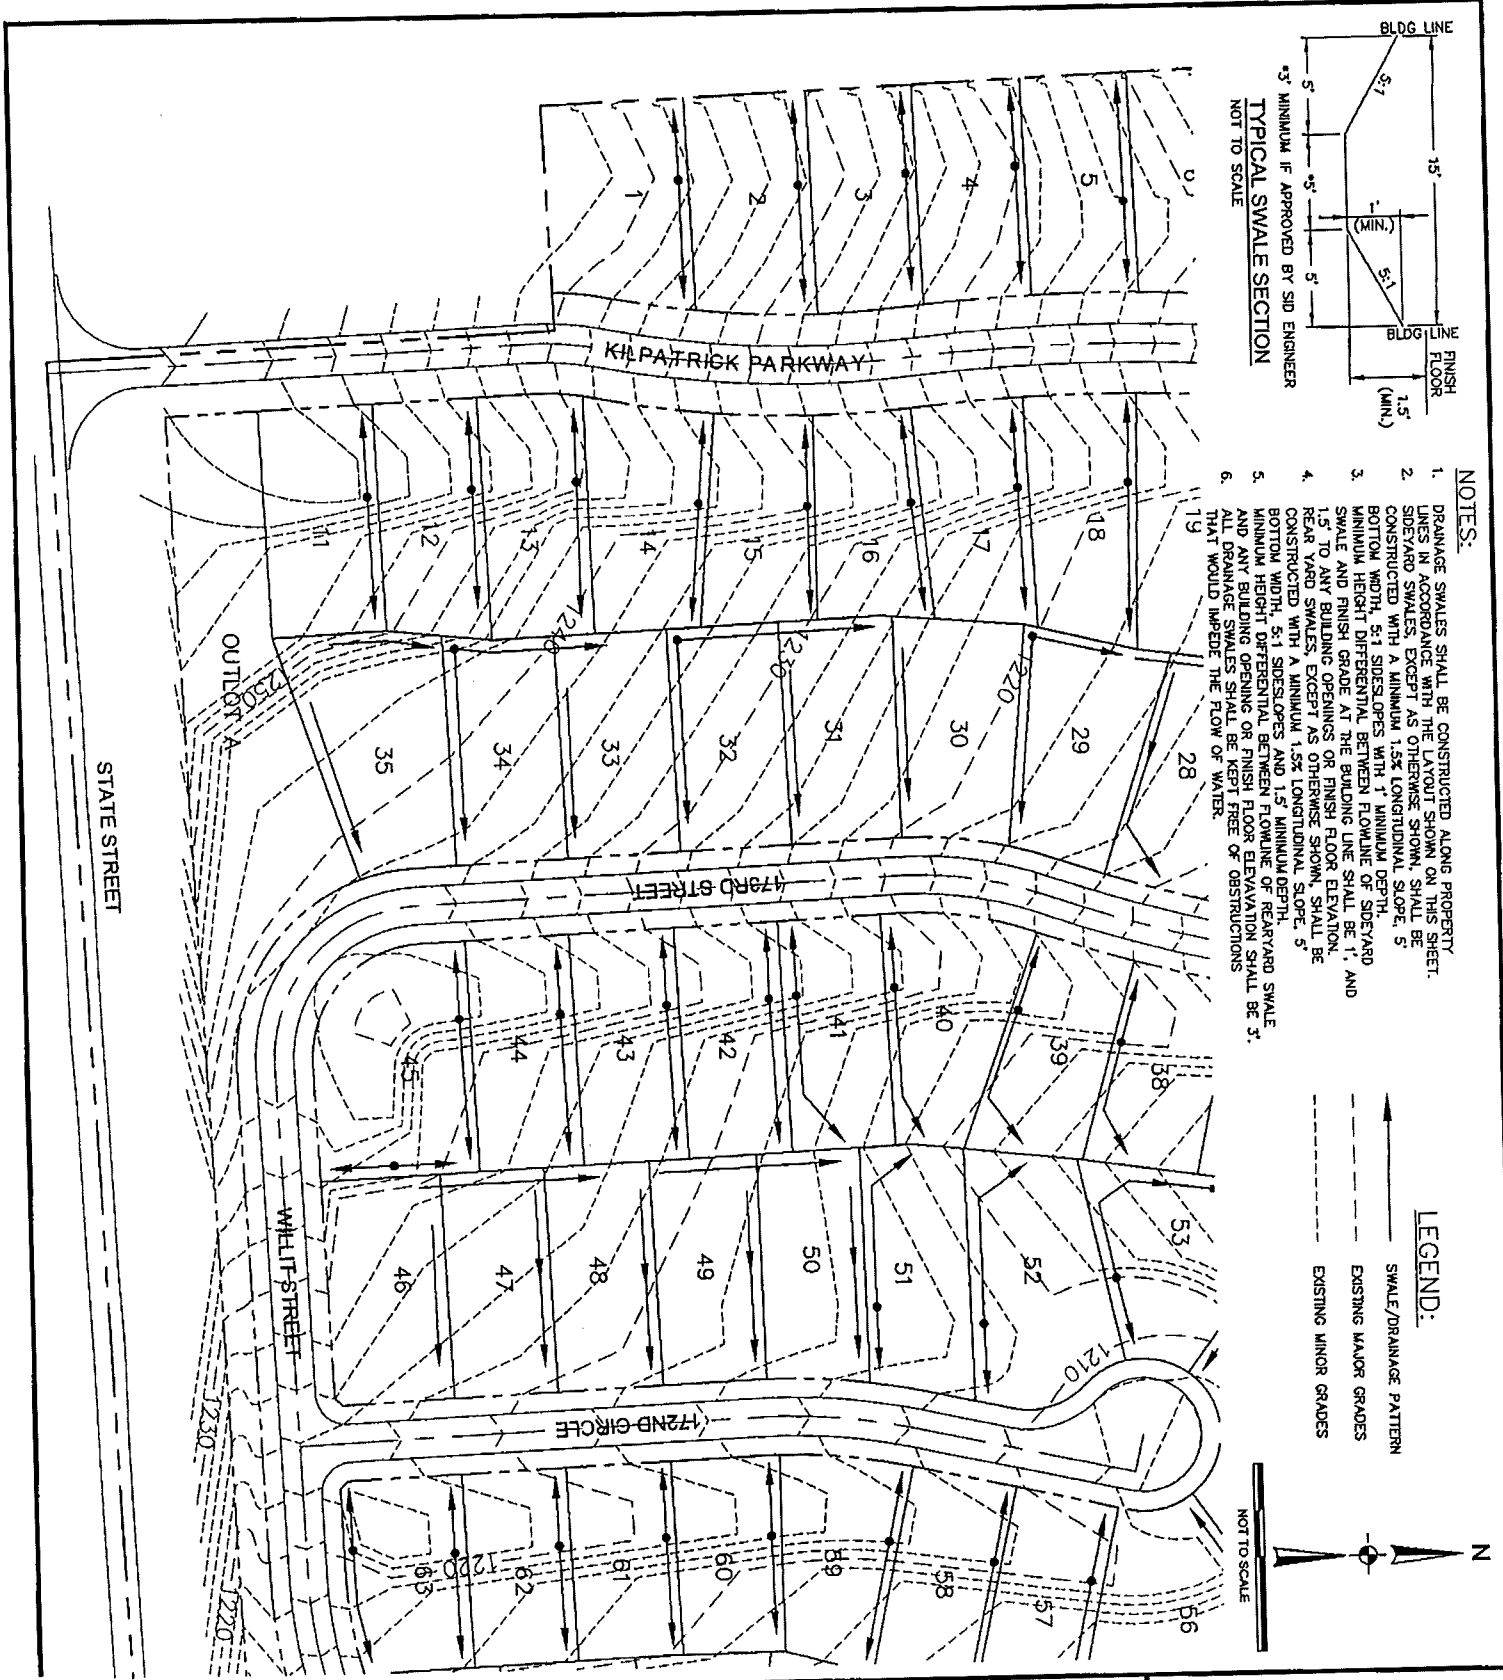 BLDG LINE
15'
5:1
5'
*5'
5'
1'
(MIN.)
5:1
BLDG LINE
FINISH
FLOOR
1.5'
(MIN.)
*3' MINIMUM IF APPROVED BY SID ENGINEER
TYPICAL SWALE SECTION
NOT TO SCALE
NOTES:
1. DRAINAGE SWALES SHALL BE CONSTRUCTED ALONG PROPERTY
LINES IN ACCORDANCE WITH THE LAYOUT SHOWN ON THIS SHEET.
2. SIDEYARD SWALES, EXCEPT AS OTHERWISE SHOWN, SHALL BE
CONSTRUCTED WITH A MINIMUM 1.5% LONGITUDINAL SLOPE, 5'
BOTTOM WIDTH, 5:1 SIDESLOPES WITH 1' MINIMUM DEPTH.
3. MINIMUM HEIGHT DIFFERENTIAL BETWEEN FLOWLINE OF SIDEYARD
SWALE AND FINISH GRADE AT THE BUILDING LINE SHALL BE 1', AND
1.5' TO ANY BUILDING OPENINGS OR FINISH FLOOR ELEVATION.
4. REAR YARD SWALES, EXCEPT AS OTHERWISE SHOWN, SHALL BE
CONSTRUCTED WITH A MINIMUM 1.5% LONGITUDINAL SLOPE, 5'
BOTTOM WIDTH, 5:1 SIDESLOPES AND 1.5' MINIMUM DEPTH.
5. MINIMUM HEIGHT DIFFERENTIAL BETWEEN FLOWLINE OF REARYARD SWALE
AND ANY BUILDING OPENING OR FINISH FLOOR ELEVATION SHALL BE 3'.
6. ALL DRAINAGE SWALES SHALL BE KEPT FREE OF OBSTRUCTIONS
THAT WOULD IMPEDE THE FLOW OF WATER.
LEGEND:
SWALE/DRAINAGE PATTERN
EXISTING MAJOR GRADES
EXISTING MINOR GRADES
N
NOT TO SCALE
1
2
3
4
5
KILPATRICK PARKWAY
11
12
13
14
15
16
17
18
19
OUTLOT A
1250
1240
1230
1220
35
34
33
32
31
30
29
28
STATE STREET
173RD STREET
45
44
43
42
41
40
39
38
WILLIT STREET
46
47
48
49
50
51
52
53
1210
172ND CIRCLE
1230
1220
1220
63
62
61
60
59
58
57
56